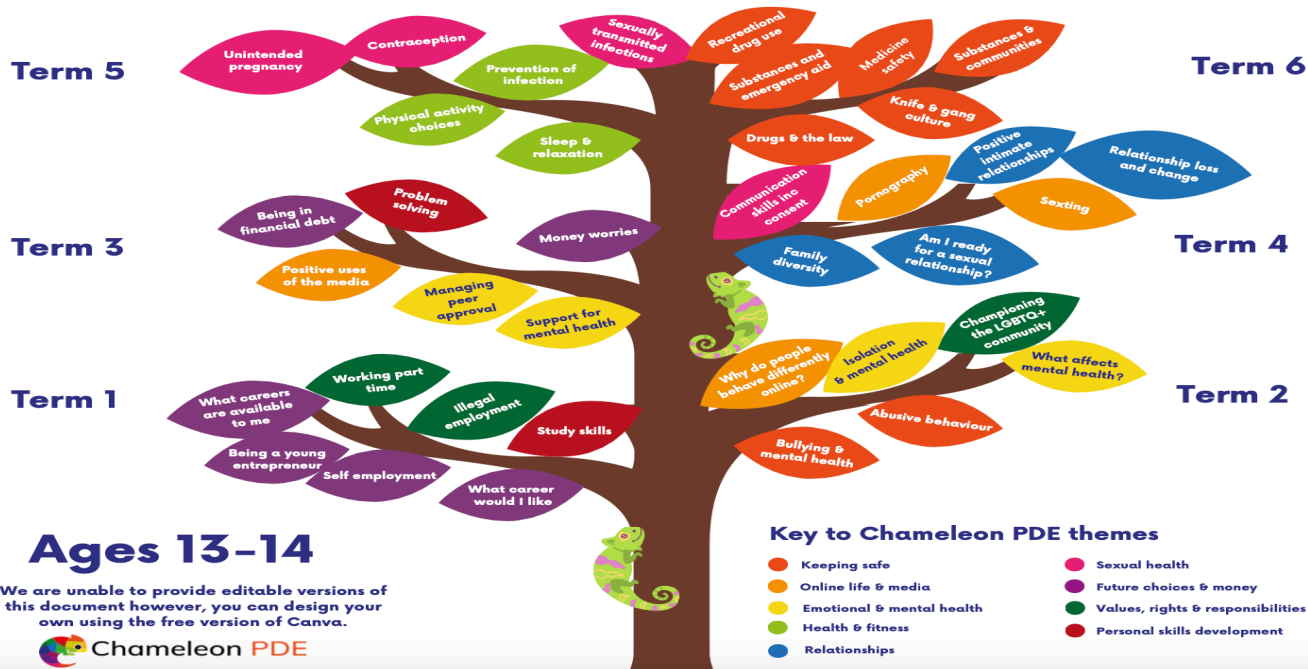 Term 5
Unintended
pregnancy
Contraception
Prevention of
infection
Sexually
transmitted
infections
Physical activity
choices
Sleep &
relaxation
Recreational
drug use
Substances and
emergency aid
Medicine
safety
Substances &
communities
Knife & gang
culture
Drugs & the law
Term 6
Term 3
Being in
financial debt
Problem
solving
Money worries
Positive uses
of the media
Managing
peer
approval
Support for
mental health
Communication
skills inc
consent
Pornography
Positive
intimate
relationships
Relationship loss
and change
Sexting
Family
diversity
Am I ready
for a sexual
relationship?
Term 4
Term 1
What careers
are available
to me
Working part
time
Illegal
employment
Study skills
Being a young
entrepreneur
Self employment
What career
would I like
Why do people
behave differently
online?
Isolation
& mental health
Championing
the LGBTQ+
community
What affects
mental health?
Abusive behaviour
Bullying &
mental health
Term 2
Ages 13-14
We are unable to provide editable versions of
this document however, you can design your
own using the free version of Canva.
Chameleon PDE
Key to Chameleon PDE themes
Keeping safe
Online life & media
Emotional & mental health
Health & fitness
Relationships
Sexual health
Future choices & money
Values, rights & responsibilities
Personal skills development